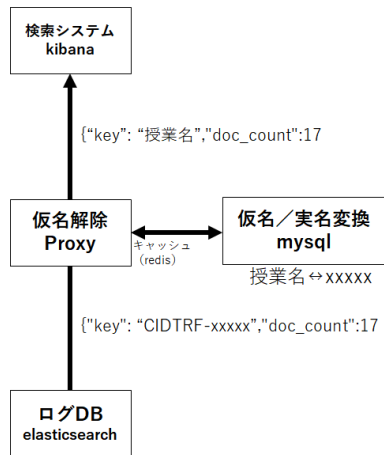 検索システム
kibana
{“key”: “授業名”,"doc_count":17
仮名解除
Proxy
キャッシュ
（redis）
仮名／実名変換
mysql
授業名⇔xxxxx
{"key": “CIDTRF-xxxxx”,"doc_count":17
ログDB
elasticsearch